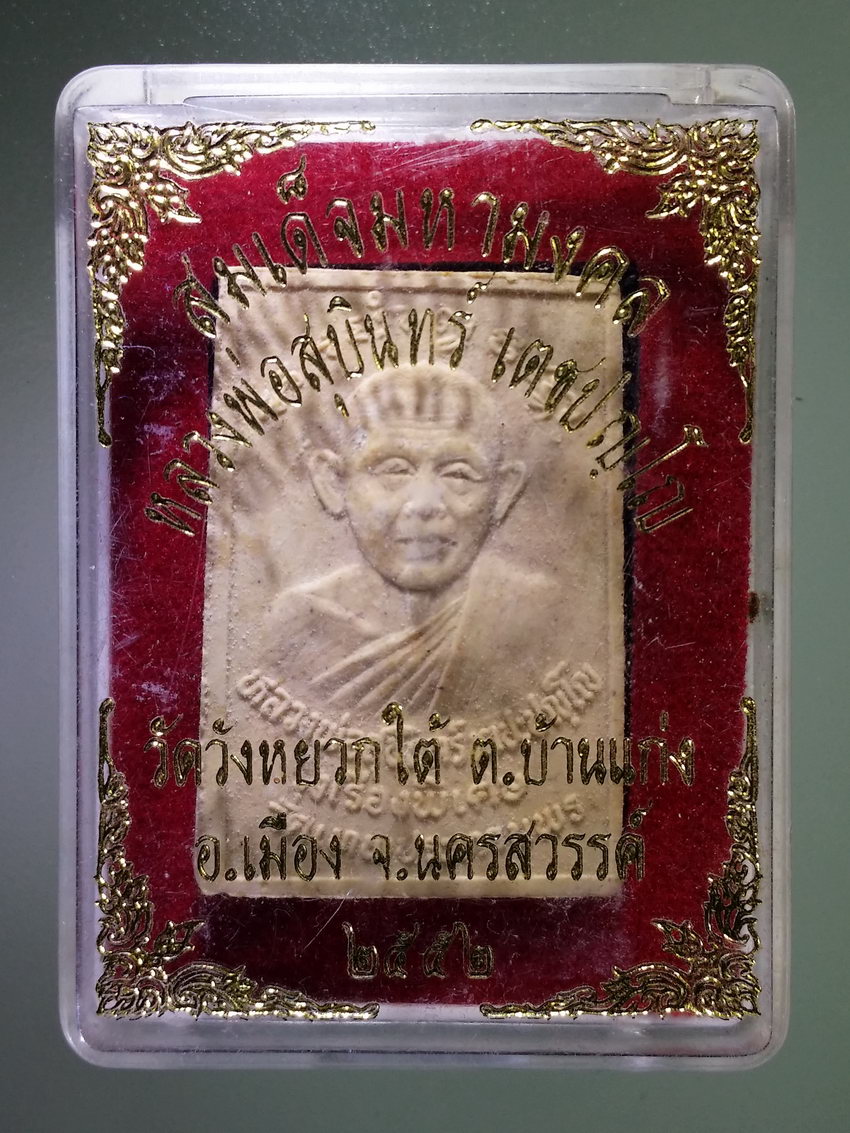 สมเด็จมหามงคล
หลวงพ่อสุบินทร์ เตชปญฺโญ
วัดวังหยวกใต้ ต.บ้านแก่ง
อ.เมือง จ.นครสวรรค์
๒๕๕๒